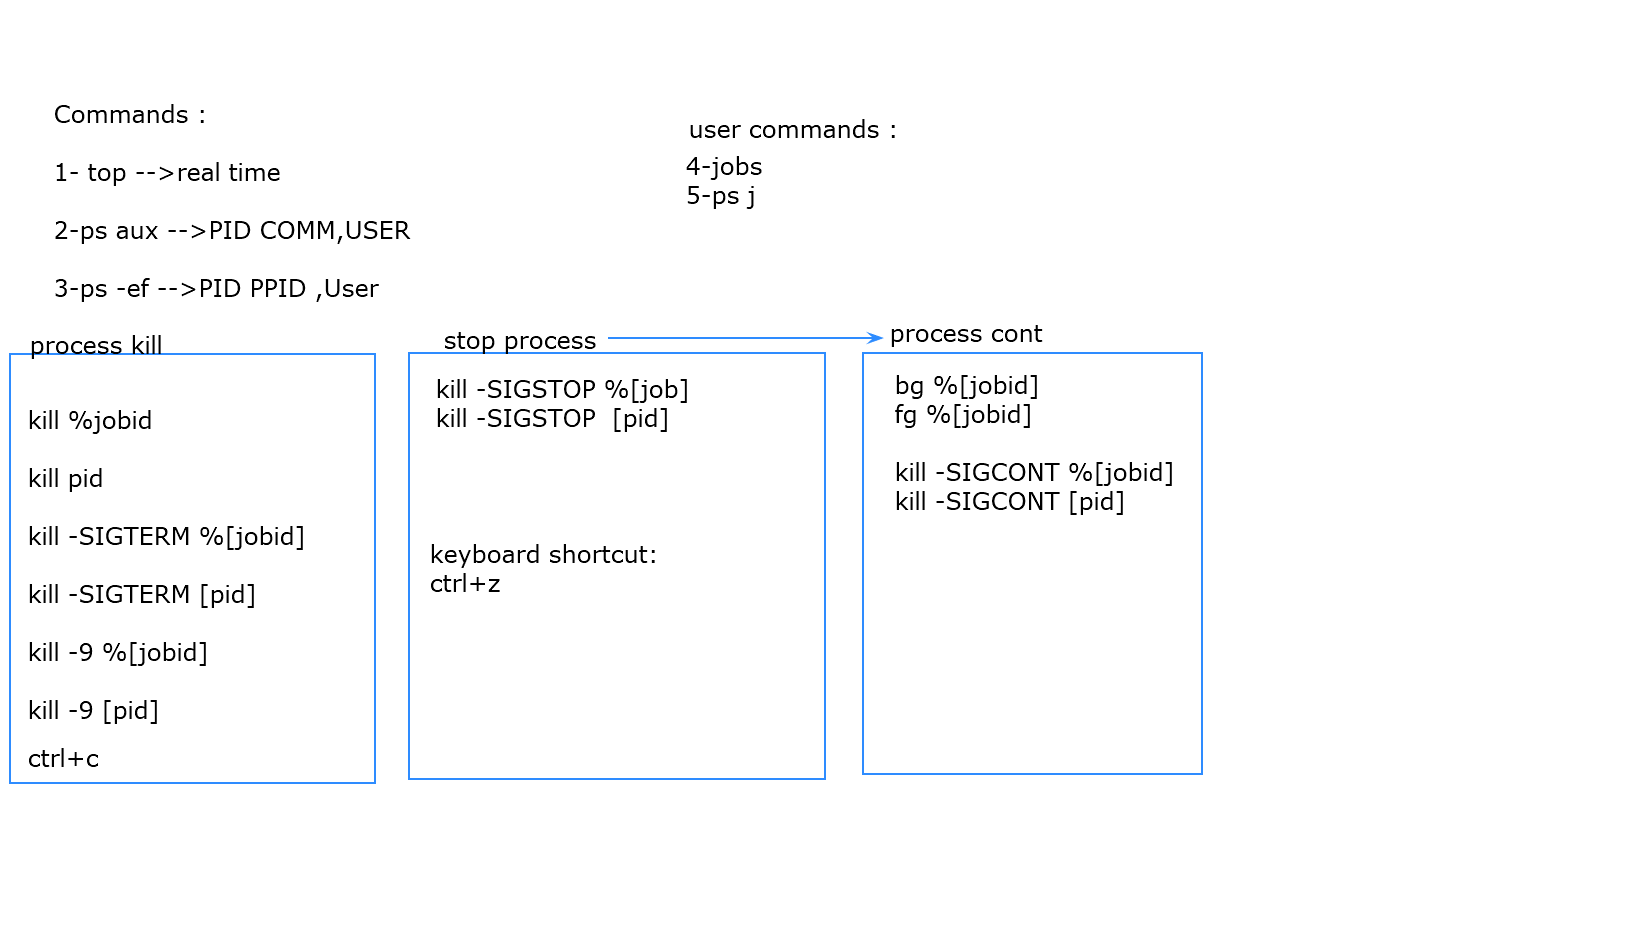 Commands :
1- top -->real time
2-ps aux -->PID COMM,USER
3-ps -ef -->PID PPID ,User
user commands :
4-jobs
5-ps j
process kill
kill %jobid
kill pid
kill -SIGTERM %[jobid]
kill -SIGTERM [pid]
kill -9 %[jobid]
kill -9 [pid]
ctrl+c
stop process
kill -SIGSTOP %[job]
kill -SIGSTOP  [pid]
keyboard shortcut:
ctrl+z
process cont
bg %[jobid]
fg %[jobid]
kill -SIGCONT %[jobid]
kill -SIGCONT [pid]